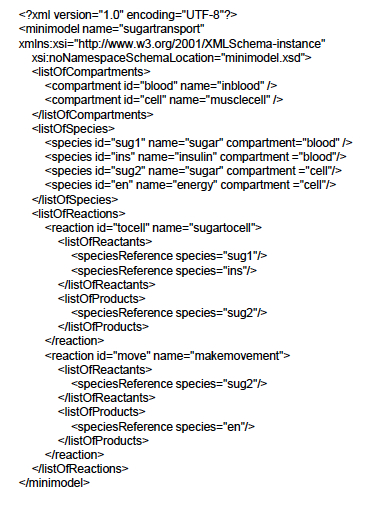 <?xml version="1.0" encoding="UTF-8"?>
<minimodel name="sugartransport"
xmlns:xsi="http://www.w3.org/2001/XMLSchema-instance"
xsi:noNamespaceSchemaLocation="minimodel.xsd">
<listOfCompartments>
<compartment id="blood" name="inblood" />
<compartment id="cell" name="musclecell" />
</listOfCompartments>
<listOfSpecies>
<species id="sug1" name="sugar" compartment="blood" />
<species id="ins" name="insulin" compartment ="blood"/>
<species id="sug2" name="sugar" compartment ="cell"/>
<species id="en" name="energy" compartment ="cell"/>
</listOfSpecies>
<listOfReactions>
<reaction id="tocell" name="sugartocell">
<listOfReactants>
<speciesReference species="sug1"/>
<speciesReference species="ins"/>
</listOfReactants>
<listOfProducts>
<speciesReference species="sug2"/>
</listOfProducts>
</reaction>
<reaction id="move" name="makemovement">
<listOfReactants>
<speciesReference species="sug2"/>
</listOfReactants>
<listOfProducts>
<speciesReference species="en"/>
</listOfProducts>
</reaction>
</listOfReactions>
</minimodel>